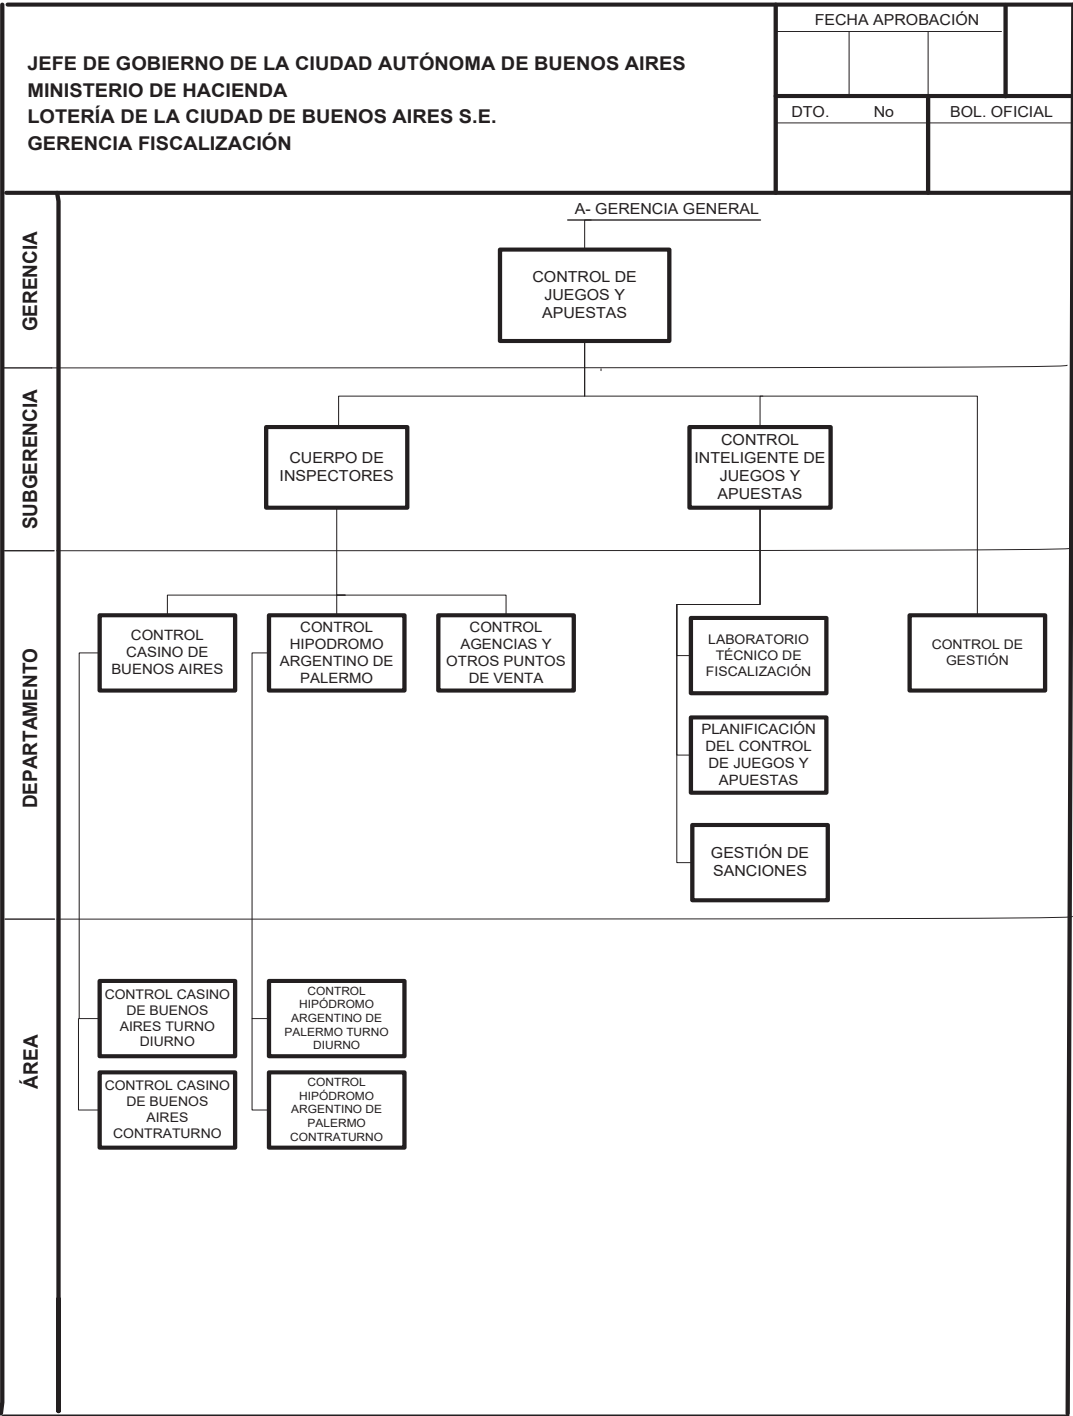 JEFE DE GOBIERNO DE LA CIUDAD AUTÓNOMA DE BUENOS AIRES
MINISTERIO DE HACIENDA
LOTERÍA DE LA CIUDAD DE BUENOS AIRES S.E.
GERENCIA FISCALIZACIÓN
FECHA APROBACIÓN
DTO. No
BOL. OFICIAL
GERENCIA
A- GERENCIA GENERAL
CONTROL DE
JUEGOS Y
APUESTAS
SUBGERENCIA
CUERPO DE
INSPECTORES
CONTROL
INTELIGENTE DE
JUEGOS Y
APUESTAS
DEPARTAMENTO
CONTROL
CASINO DE
BUENOS AIRES
CONTROL
HIPODROMO
ARGENTINO DE
PALERMO
CONTROL
AGENCIAS Y
OTROS PUNTOS
DE VENTA
LABORATORIO
TÉCNICO DE
FISCALIZACIÓN
CONTROL DE
GESTIÓN
PLANIFICACIÓN
DEL CONTROL
DE JUEGOS Y
APUESTAS
GESTIÓN DE
SANCIONES
ÁREA
CONTROL CASINO
DE BUENOS
AIRES TURNO
DIURNO
CONTROL
HIPÓDROMO
ARGENTINO DE
PALERMO TURNO
DIURNO
CONTROL CASINO
DE BUENOS
AIRES
CONTRATURNO
CONTROL
HIPÓDROMO
ARGENTINO DE
PALERMO
CONTRATURNO